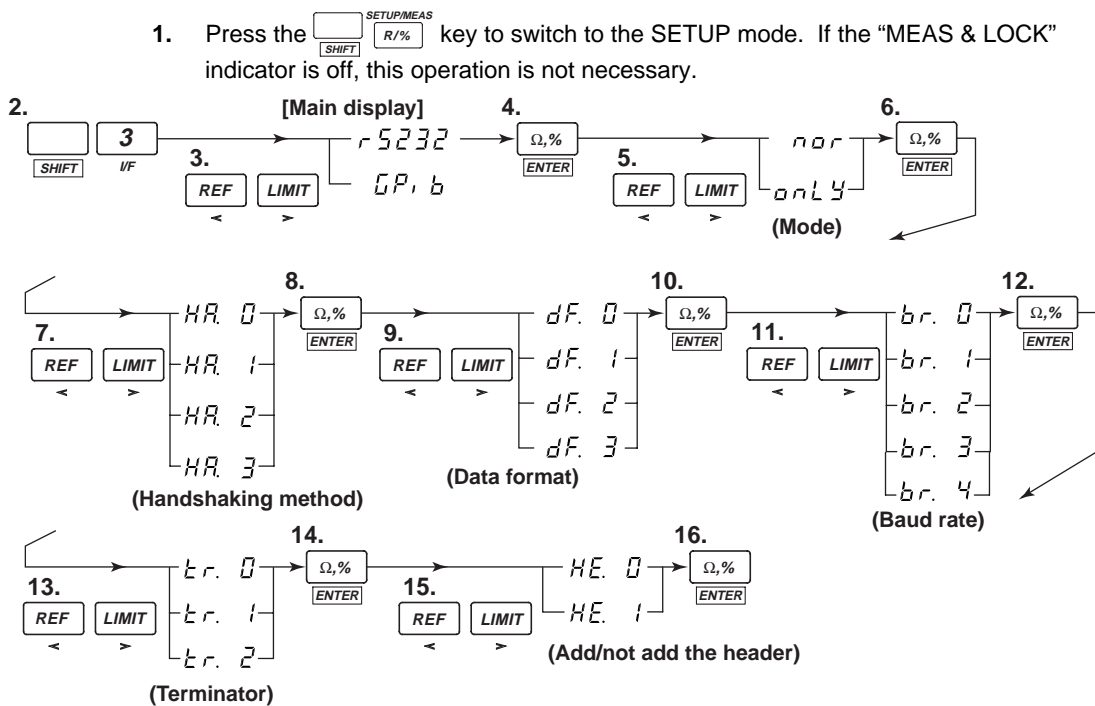 1. Press the SHIFT SETUP/MEAS R/% key to switch to the SETUP mode. If the “MEAS & LOCK”
indicator is off, this operation is not necessary.
2. [Main display] 4. 6.
SHIFT 3 I/F
3. REF < LIMIT >
r5232
GPib
Ω,% ENTER
5. REF < LIMIT >
nor
onLY
(Mode)
Ω,% ENTER
7. REF < LIMIT >
HA. 0
HA. 1
HA. 2
HA. 3
(Handshaking method)
8. Ω,% ENTER
9. REF < LIMIT >
dF. 0
dF. 1
dF. 2
dF. 3
(Data format)
10. Ω,% ENTER
11. REF < LIMIT >
br. 0
br. 1
br. 2
br. 3
br. 4
(Baud rate)
12. Ω,% ENTER
13. REF < LIMIT >
tr. 0
tr. 1
tr. 2
(Terminator)
14. Ω,% ENTER
15. REF < LIMIT >
HE. 0
HE. 1
(Add/not add the header)
16. Ω,% ENTER